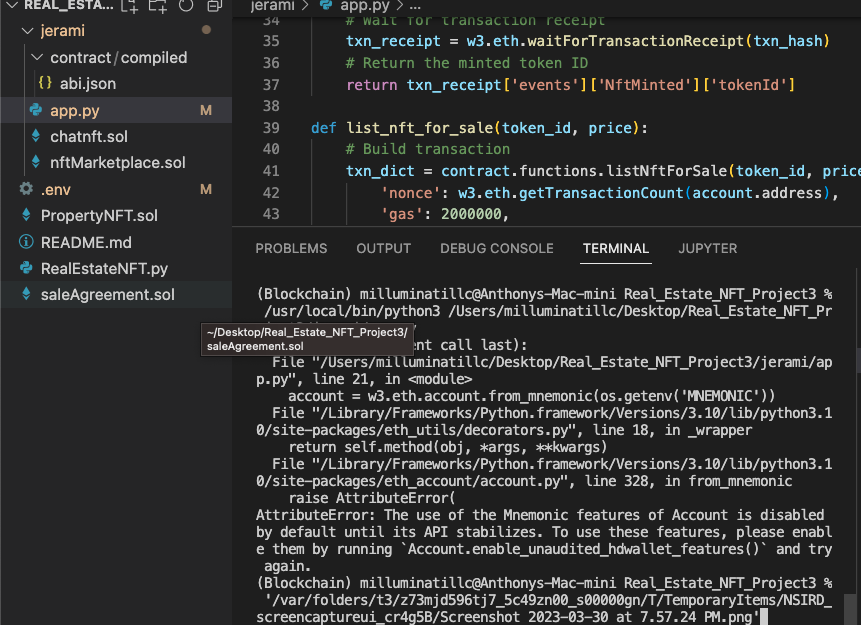 REAL_ESTA...
jerami
contract/compiled
{} abi.json
app.py M
chatnft.sol
nftMarketplace.sol
.env M
PropertyNFT.sol
README.md
RealEstateNFT.py
saleAgreement.sol
jerami > app.py > ...
34 # Wait for transaction receipt
35 txn_receipt = w3.eth.waitForTransactionReceipt(txn_hash)
36 # Return the minted token ID
37 return txn_receipt['events']['NftMinted']['tokenId']
38
39 def list_nft_for_sale(token_id, price):
40 # Build transaction
41 txn_dict = contract.functions.listNftForSale(token_id, price
42 'nonce': w3.eth.getTransactionCount(account.address),
43 'gas': 2000000,
PROBLEMS OUTPUT DEBUG CONSOLE TERMINAL JUPYTER
(Blockchain) milluminatillc@Anthonys-Mac-mini Real_Estate_NFT_Project3 %
/usr/local/bin/python3 /Users/milluminatillc/Desktop/Real_Estate_NFT_Pr
~/Desktop/Real_Estate_NFT_Project3/
saleAgreement.sol
call last):
File "/Users/milluminatillc/Desktop/Real_Estate_NFT_Project3/jerami/ap
p.py", line 21, in <module>
account = w3.eth.account.from_mnemonic(os.getenv('MNEMONIC'))
File "/Library/Frameworks/Python.framework/Versions/3.10/lib/python3.1
0/site-packages/eth_utils/decorators.py", line 18, in _wrapper
return self.method(obj, *args, **kwargs)
File "/Library/Frameworks/Python.framework/Versions/3.10/lib/python3.1
0/site-packages/eth_account/account.py", line 328, in from_mnemonic
raise AttributeError(
AttributeError: The use of the Mnemonic features of Account is disabled
by default until its API stabilizes. To use these features, please enabl
e them by running `Account.enable_unaudited_hdwallet_features()` and try
again.
(Blockchain) milluminatillc@Anthonys-Mac-mini Real_Estate_NFT_Project3 %
'/var/folders/t3/z73mjd596tj7_5c49zn00_s00000gn/T/TemporaryItems/NSIRD_
screencaptureui_cr4g5B/Screenshot 2023-03-30 at 7.57.24 PM.png'